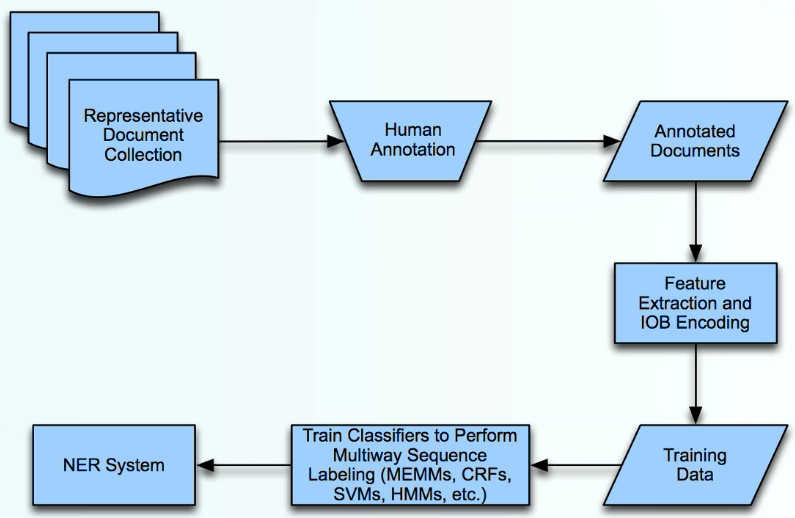 Representative
Document
Collection
Human
Annotation
Annotated
Documents
Feature
Extraction and
IOB Encoding
Training
Data
Train Classifiers to Perform
Multiway Sequence
Labeling (MEMMs, CRFs,
SVMs, HMMs, etc.)
NER System